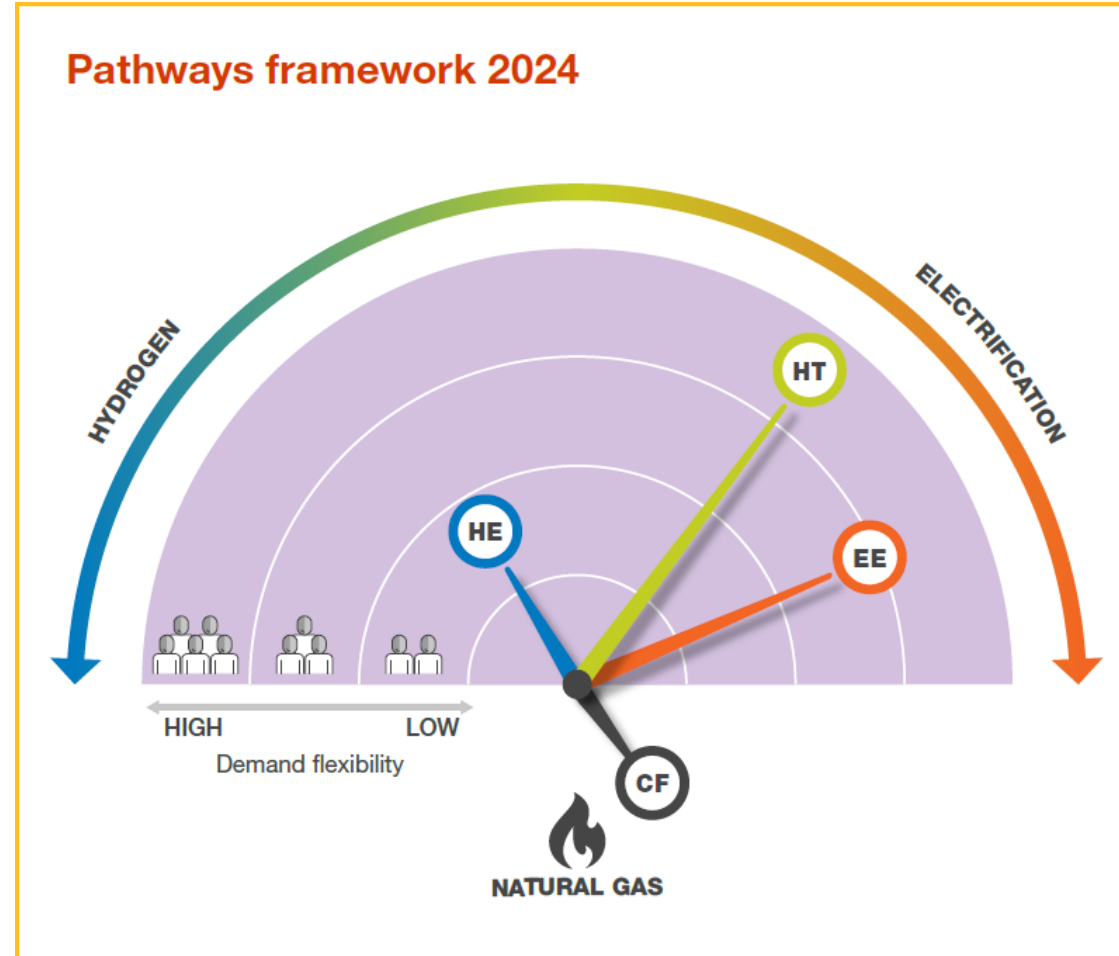 Pathways framework 2024
HYDROGEN
ELECTRIFICATION
HT
HE
EE
HIGH
LOW
Demand flexibility
CF
NATURAL GAS